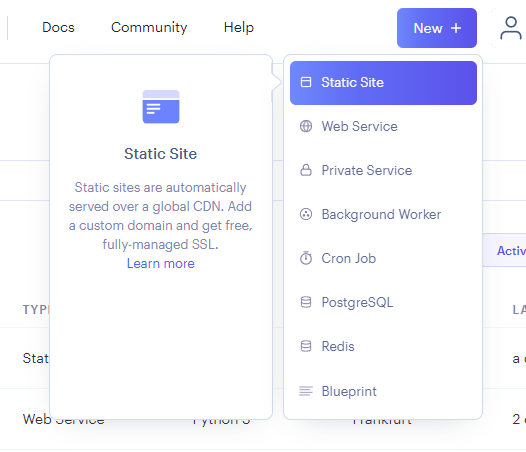 Docs Community Help New +
Static Site
Static sites are automatically
served over a global CDN. Add
a custom domain and get free,
fully-managed SSL.
Learn more
Static Site
Web Service
Private Service
Background Worker
Cron Job
PostgreSQL
Redis
Blueprint
Activ
TYP LA
Stat a
Web Service Python 3 Frankfurt 2